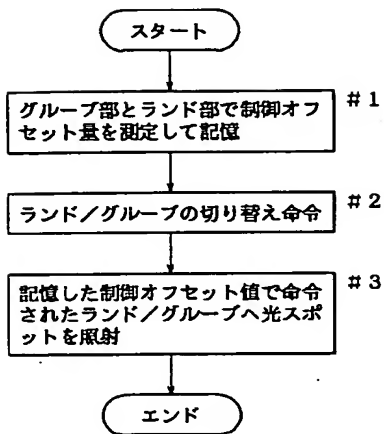 スタート
グルーブ部とランド部で制御オフ
セット量を測定して記憶
#1
ランド/グルーブの切り替え命令
#2
記憶した制御オフセット値で命令
されたランド/グルーブへ光スポ
ットを照射
#3
エンド